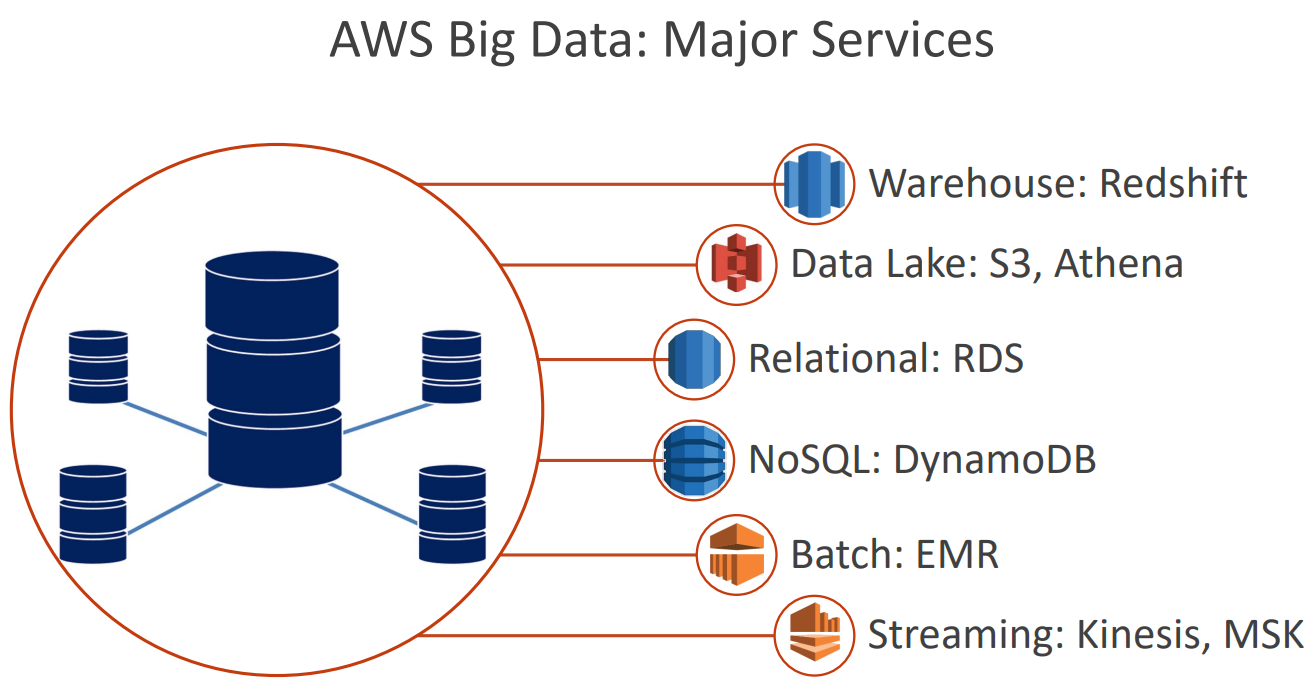 AWS Big Data: Major Services
Warehouse: Redshift
Data Lake: S3, Athena
Relational: RDS
NoSQL: DynamoDB
Batch: EMR
Streaming: Kinesis, MSK